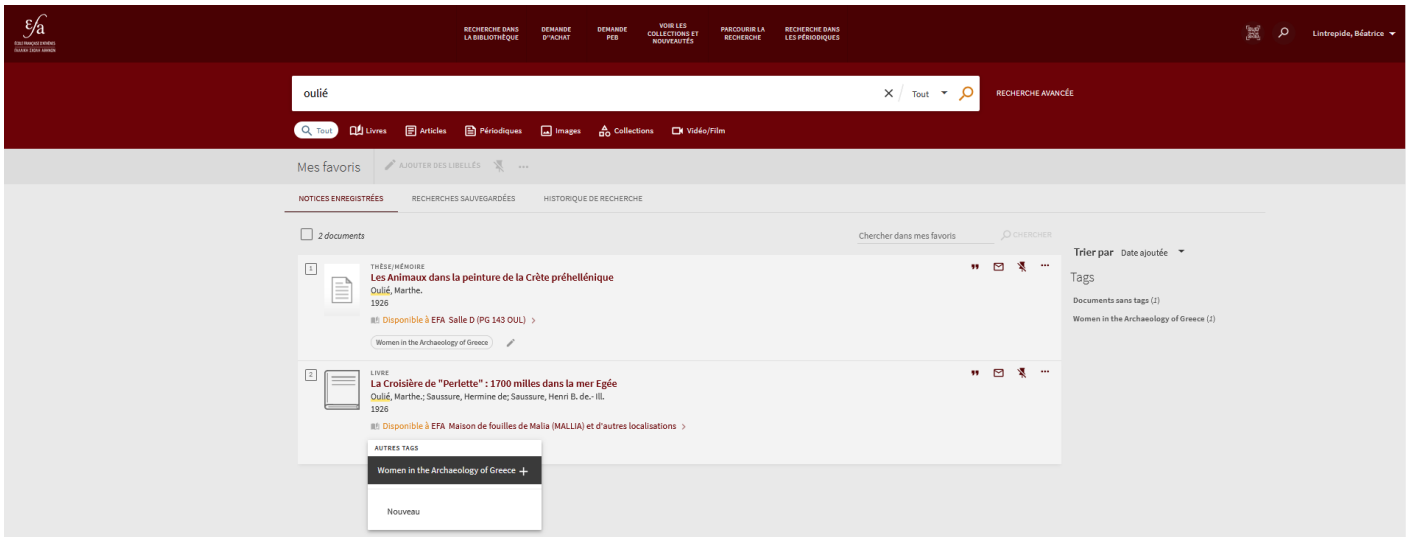 εfa
ÉCOLE FRANÇAISE D'ATHÈNES
ΓΑΛΛΙΚΗ ΣΧΟΛΗ ΑΘΗΝΩΝ
RECHERCHE DANS
LA BIBLIOTHÈQUE
DEMANDE
D''ACHAT
DEMANDE
PEB
VOIR LES
COLLECTIONS ET
NOUVEAUTÉS
PARCOURIR LA
RECHERCHE
RECHERCHE DANS
LES PÉRIODIQUES
Lintrepide, Béatrice
oulié
Tout
RECHERCHE AVANCÉE
Tout Livres Articles Périodiques Images Collections Vidéo/Film
Mes favoris AJOUTER DES LIBELLÉS
NOTICES ENREGISTRÉES RECHERCHES SAUVEGARDÉES HISTORIQUE DE RECHERCHE
2 documents
Chercher dans mes favoris CHERCHER
1
THÈSE/MÉMOIRE
Les Animaux dans la peinture de la Crète préhellénique
Oulié, Marthe.
1926
Disponible à EFA Salle D (PG 143 OUL) >
Women in the Archaeology of Greece
2
LIVRE
La Croisière de "Perlette" : 1700 milles dans la mer Egée
Oulié, Marthe.; Saussure, Hermine de; Saussure, Henri B. de.- Ill.
1926
Disponible à EFA Maison de fouilles de Malia (MALLIA) et d'autres localisations >
AUTRES TAGS
Women in the Archaeology of Greece +
Nouveau
Trier par Date ajoutée
Tags
Documents sans tags (1)
Women in the Archaeology of Greece (1)